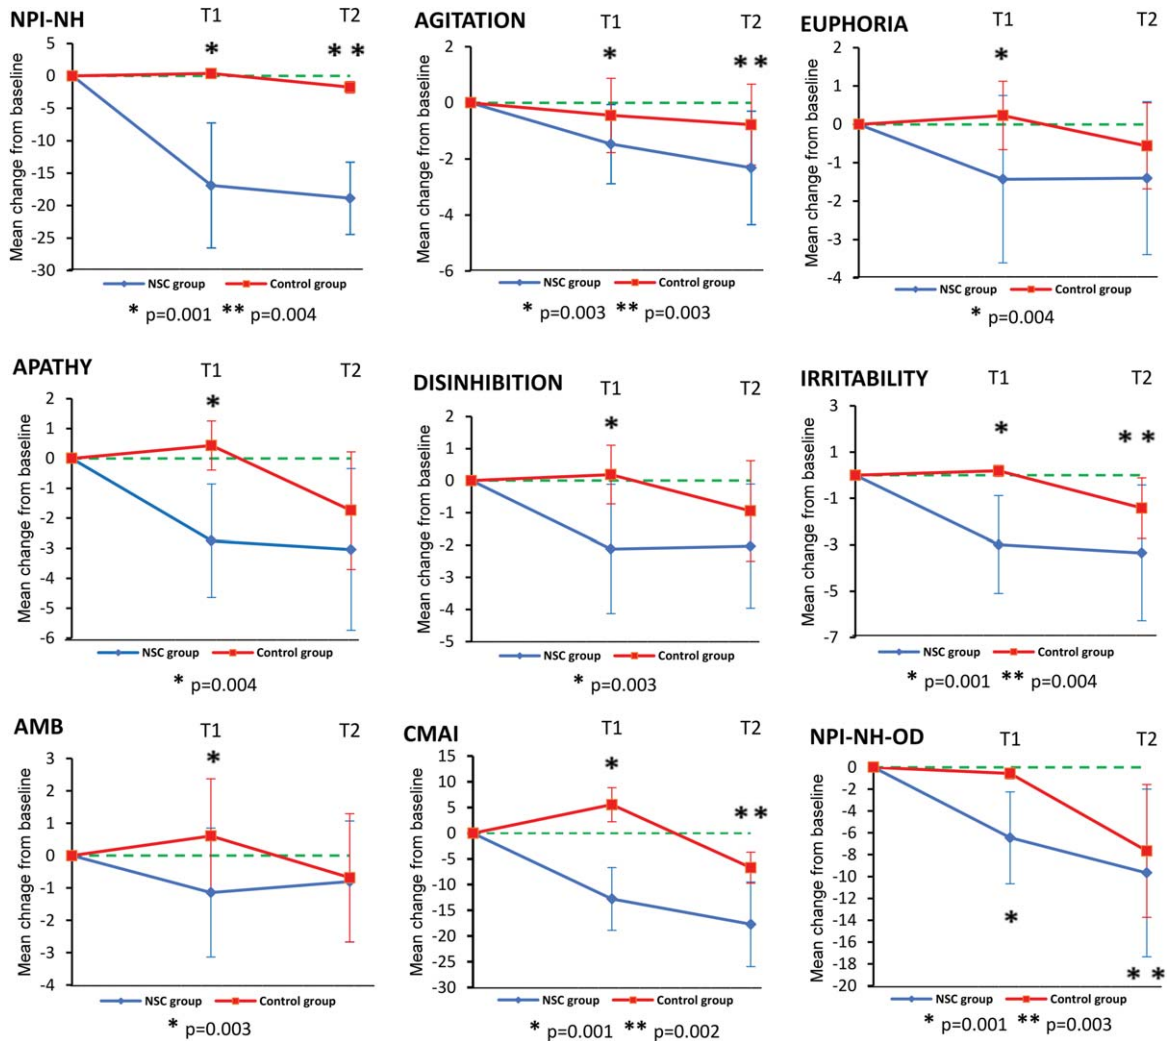 NPI-NH
T1
T2
Mean change from baseline
5
0
-5
-10
-15
-20
-25
-30
*
* *
NSC group
Control group
* p=0.001 ** p=0.004
AGITATION
T1
T2
Mean change from baseline
2
0
-2
-4
-6
*
* *
NSC group
Control group
* p=0.003 ** p=0.003
EUPHORIA
T1
T2
Mean change from baseline
2
1
0
-1
-2
-3
-4
*
NSC group
Control group
* p=0.004
APATHY
T1
T2
Mean change from baseline
2
1
0
-1
-2
-3
-4
-5
-6
*
NSC group
Control group
* p=0.004
DISINHIBITION
T1
T2
Mean change from baseline
2
1
0
-1
-2
-3
-4
-5
*
NSC group
Control group
* p=0.003
IRRITABILITY
T1
T2
Mean change from baseline
3
1
-1
-3
-5
-7
*
* *
NSC group
Control group
* p=0.001 ** p=0.004
AMB
T1
T2
Mean chnage from baseline
3
2
1
0
-1
-2
-3
-4
*
NSC group
Control group
* p=0.003
CMAI
T1
T2
Mean change from baseline
15
10
5
0
-5
-10
-15
-20
-25
-30
*
* *
NSC group
Control group
* p=0.001 ** p=0.002
NPI-NH-OD
T1
T2
Mean change from baseline
0
-2
-4
-6
-8
-10
-12
-14
-16
-18
-20
*
* *
NSC group
Control group
* p=0.001 ** p=0.003